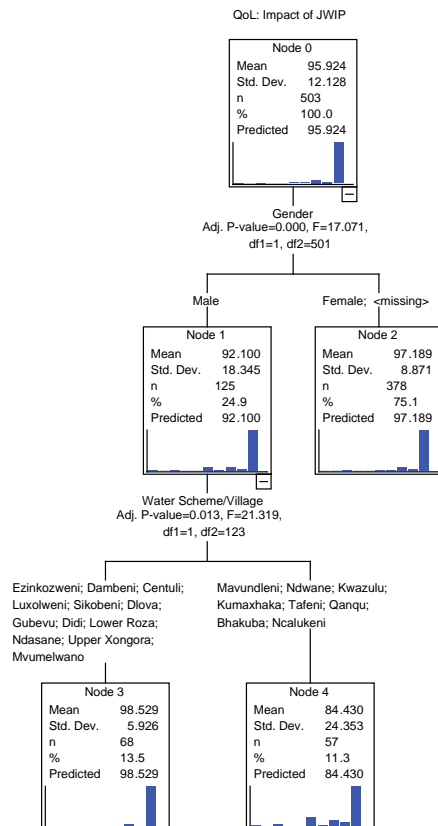 QoL: Impact of JWIP
Node 0
Mean 95.924
Std. Dev. 12.128
n 503
% 100.0
Predicted 95.924
Gender
Adj. P-value=0.000, F=17.071,
df1=1, df2=501
Male
Female; <missing>
Node 1
Mean 92.100
Std. Dev. 18.345
n 125
% 24.9
Predicted 92.100
Node 2
Mean 97.189
Std. Dev. 8.871
n 378
% 75.1
Predicted 97.189
Water Scheme/Village
Adj. P-value=0.013, F=21.319,
df1=1, df2=123
Ezinkozweni; Dambeni; Centuli;
Luxolweni; Sikobeni; Dlova;
Gubevu; Didi; Lower Roza;
Ndasane; Upper Xongora;
Mvumelwano
Mavundleni; Ndwane; Kwazulu;
Kumaxhaka; Tafeni; Qanqu;
Bhakuba; Ncalukeni
Node 3
Mean 98.529
Std. Dev. 5.926
n 68
% 13.5
Predicted 98.529
Node 4
Mean 84.430
Std. Dev. 24.353
n 57
% 11.3
Predicted 84.430